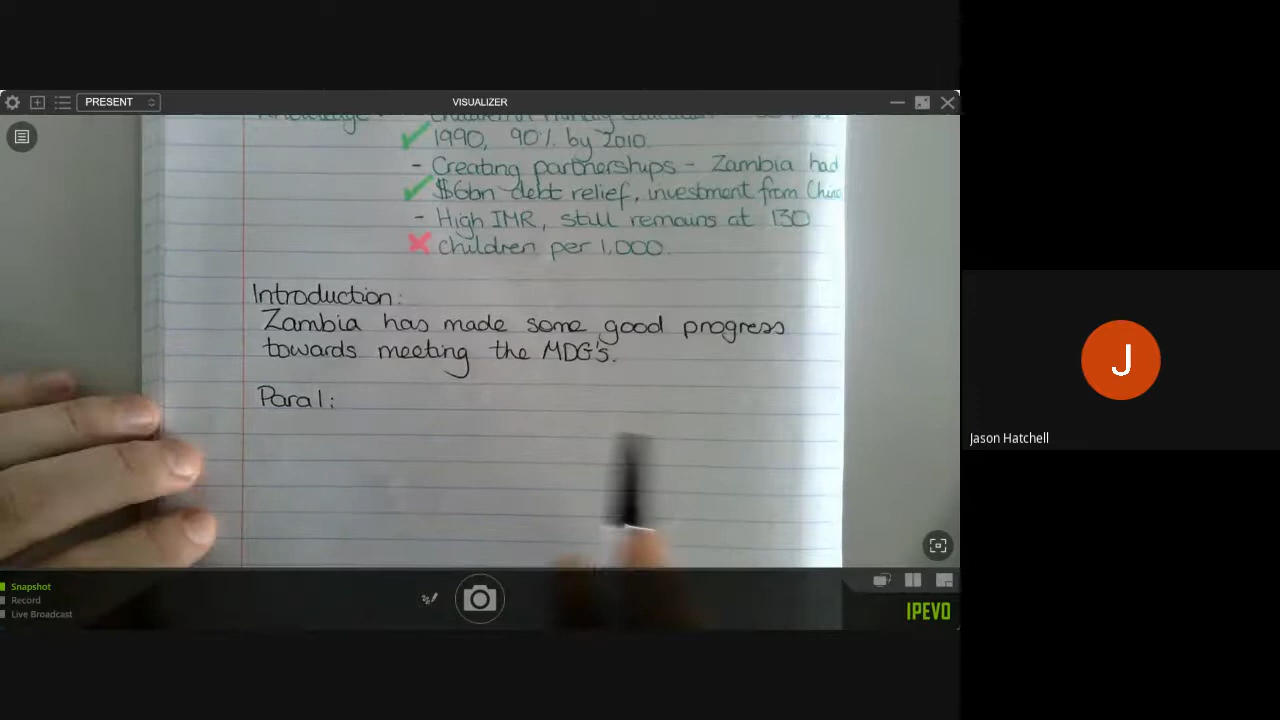 PRESENT
VISUALIZER
1990, 90% by 2010.
- Creating partnerships - Zambia had
$6bn debt relief, investment from China
- High IMR, still remains at 130
children per 1,000.
Introduction:
Zambia has made some good progress
towards meeting the MDG's.
Para1:
J
Jason Hatchell
Snapshot
Record
Live Broadcast
IPEVO